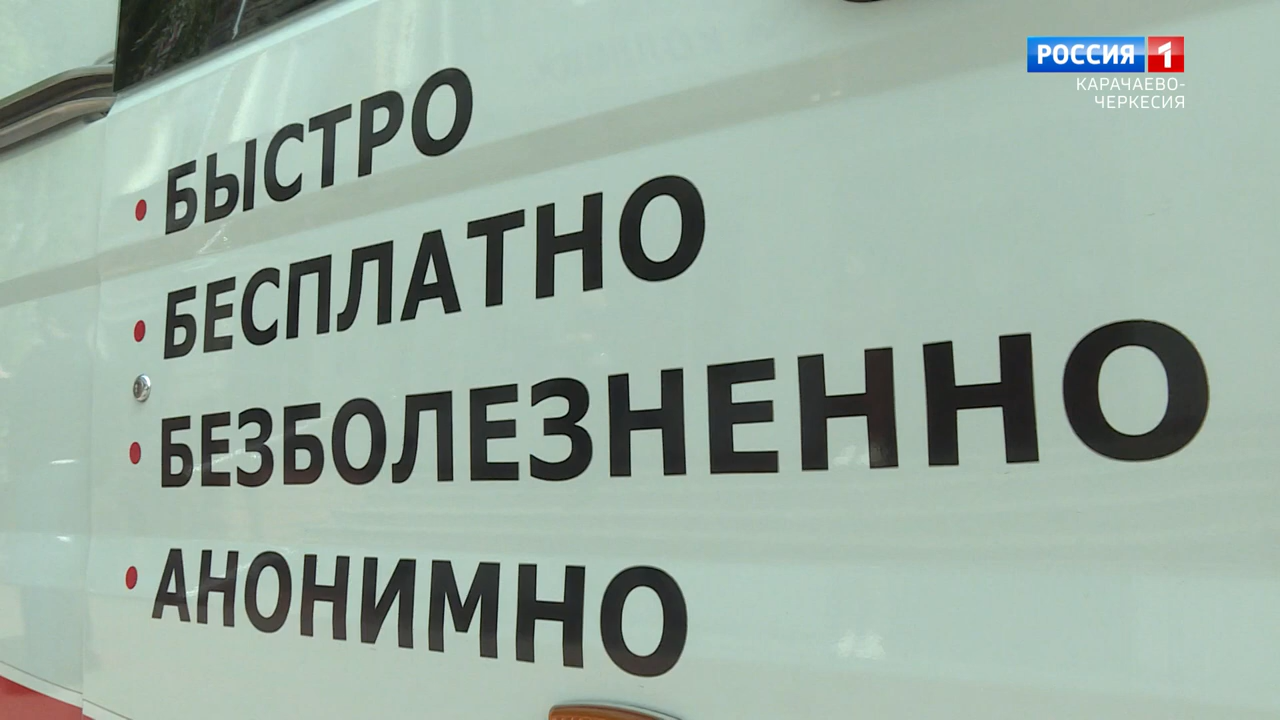 РОССИЯ 1
КАРАЧАЕВО-
ЧЕРКЕСИЯ
• БЫСТРО
• БЕСПЛАТНО
• БЕЗБОЛЕЗНЕННО
• АНОНИМНО